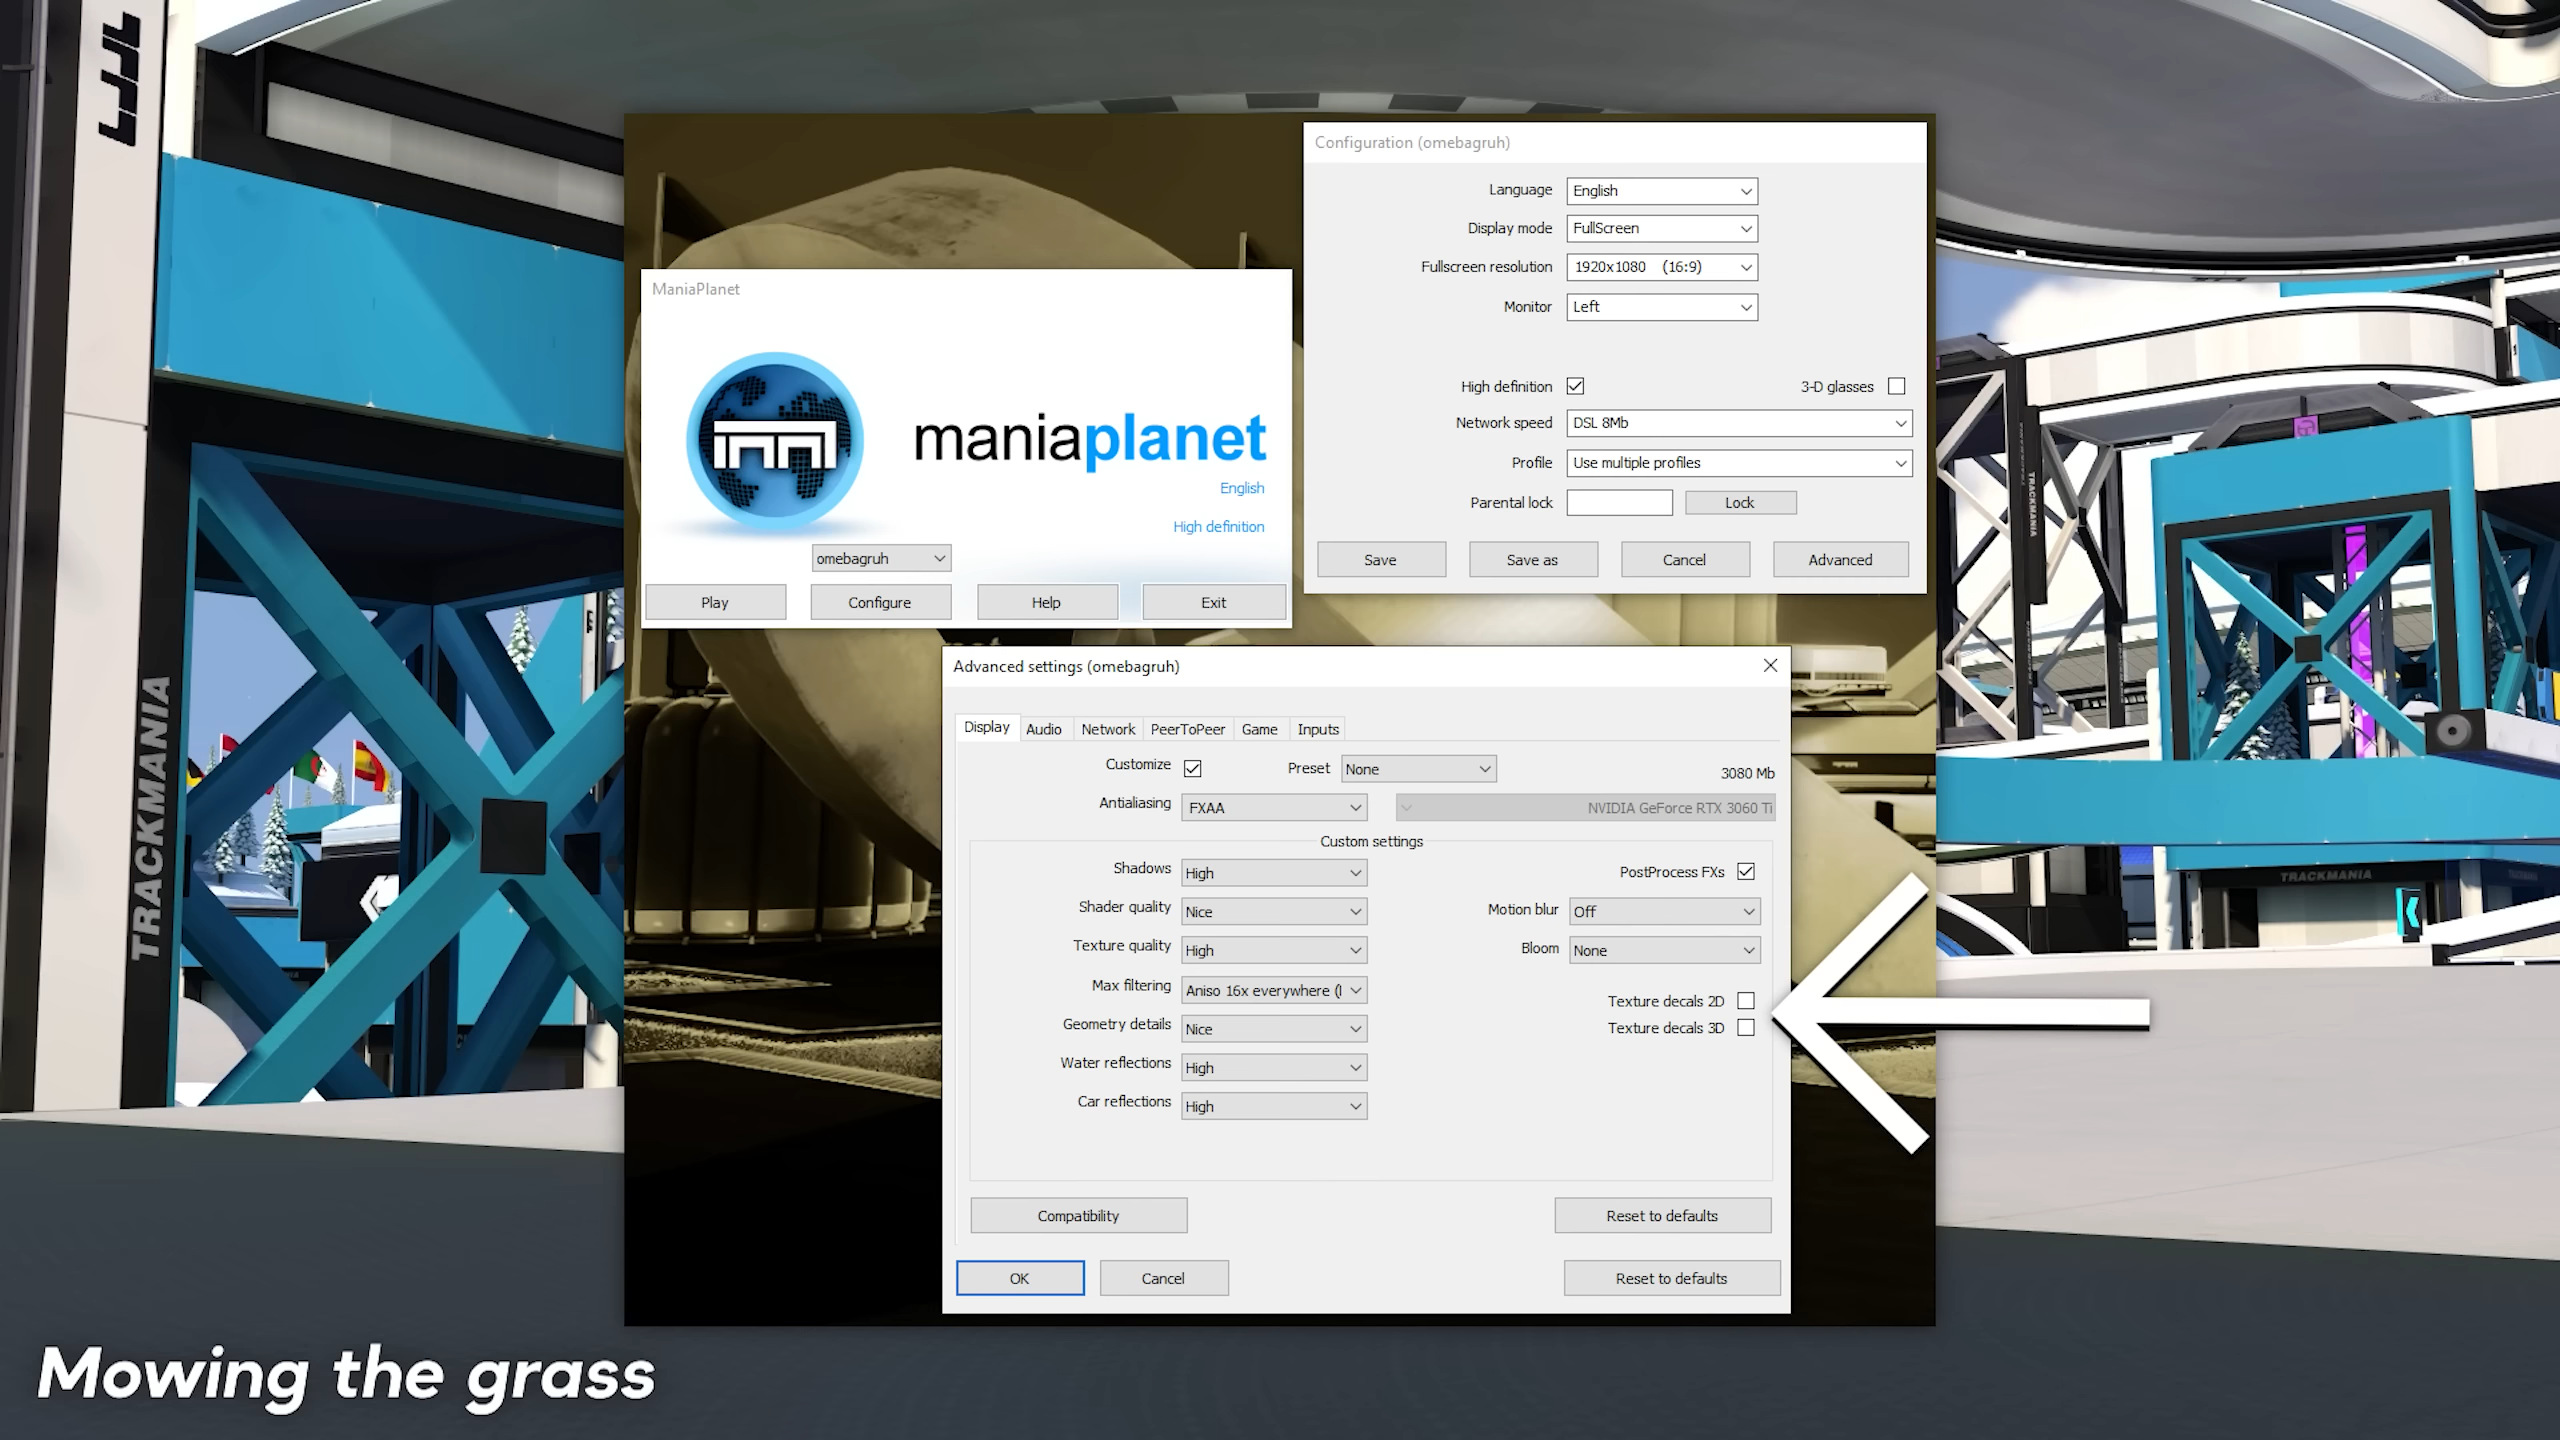 TRACKMANIA
ManiaPlanet
maniaplanet
English
High definition
omebagruh
Play
Configure
Help
Exit
Configuration (omebagruh)
Language English
Display mode FullScreen
Fullscreen resolution 1920x1080 (16:9)
Monitor Left
High definition 3-D glasses
Network speed DSL 8Mb
Profile Use multiple profiles
Parental lock Lock
Save Save as Cancel Advanced
Advanced settings (omebagruh)
Display Audio Network PeerToPeer Game Inputs
Customize Preset None 3080 Mb
Antialiasing FXAA NVIDIA GeForce RTX 3060 Ti
Custom settings
Shadows High PostProcess FXs
Shader quality Nice Motion blur Off
Texture quality High Bloom None
Max filtering Aniso 16x everywhere (
Texture decals 2D
Geometry details Nice Texture decals 3D
Water reflections High
Car reflections High
Compatibility Reset to defaults
OK Cancel Reset to defaults
TRACKMANIA
TRACKMANIA
Mowing the grass